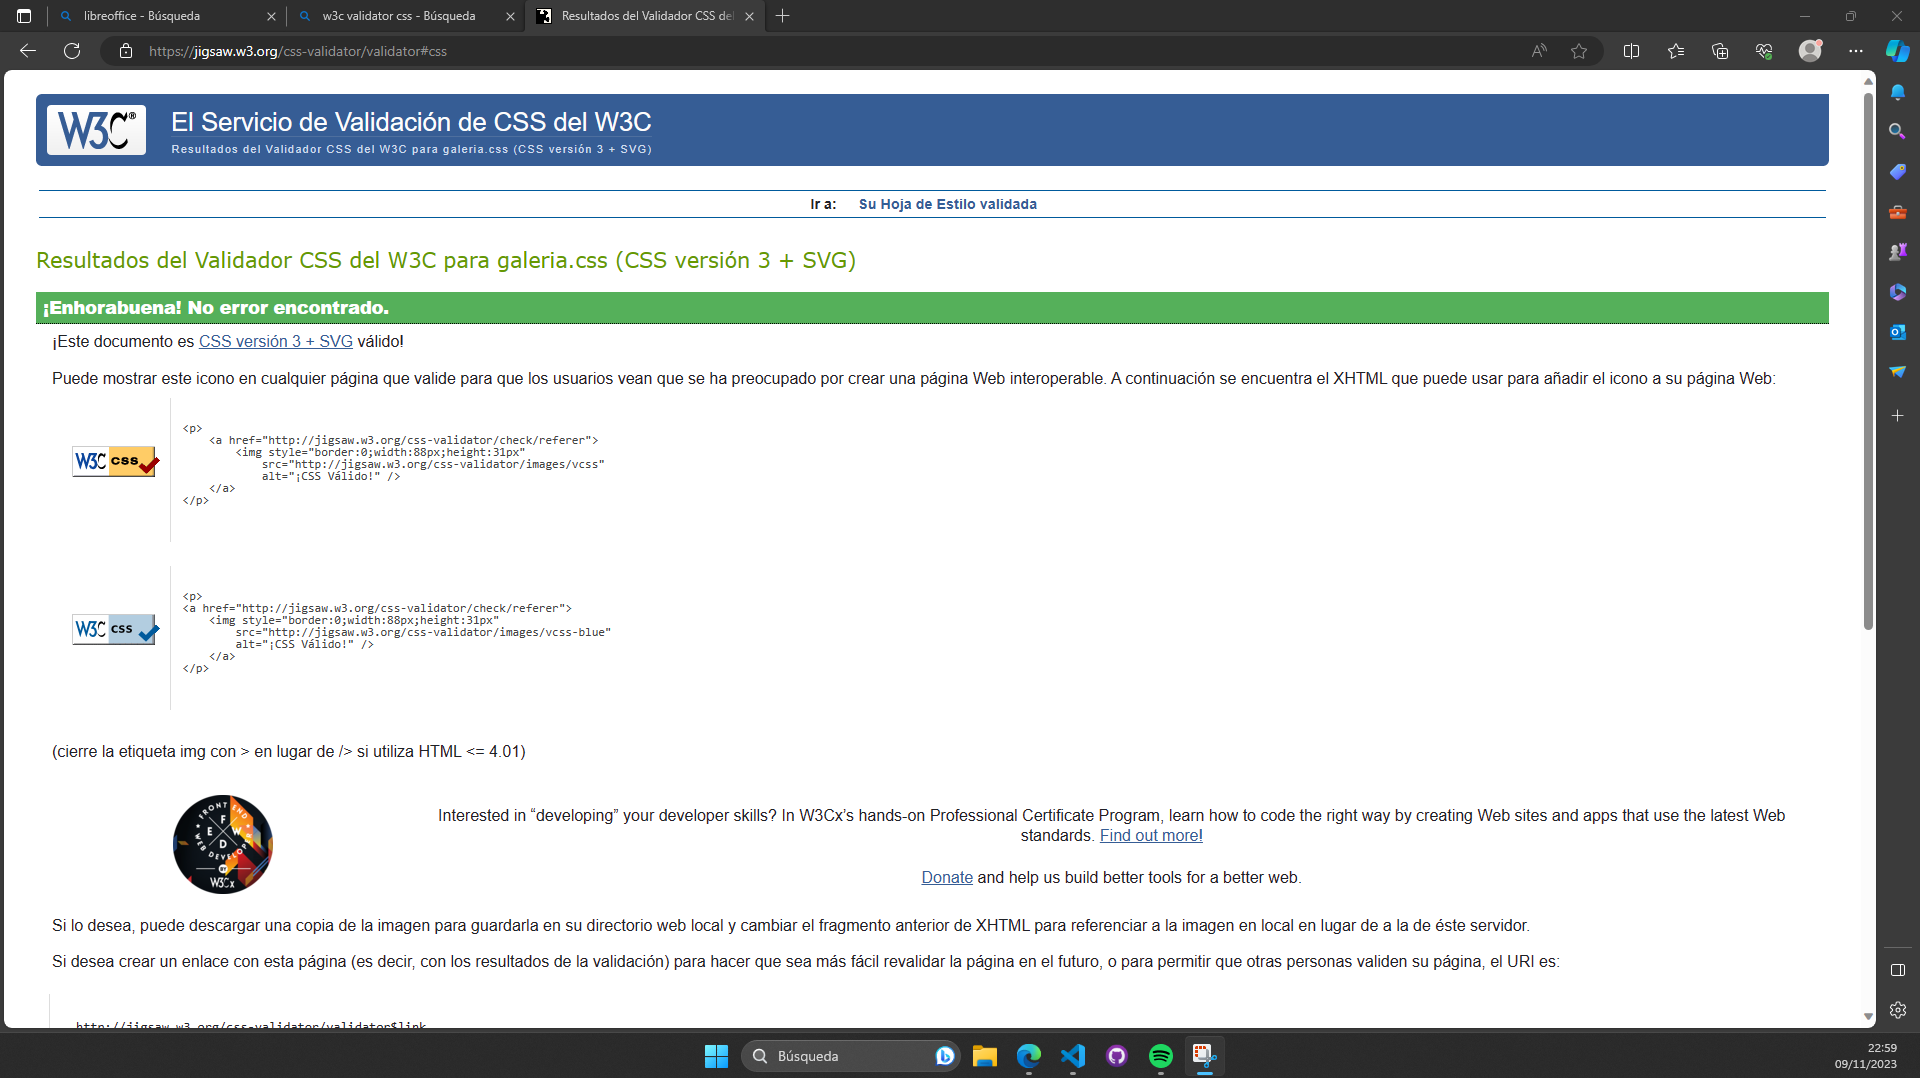 libreoffice - Búsqueda
w3c validator css - Búsqueda
Resultados del Validador CSS del
https://jigsaw.w3.org/css-validator/validator#css
W3C®
El Servicio de Validación de CSS del W3C
Resultados del Validador CSS del W3C para galeria.css (CSS versión 3 + SVG)
Ir a: Su Hoja de Estilo validada
Resultados del Validador CSS del W3C para galeria.css (CSS versión 3 + SVG)
¡Enhorabuena! No error encontrado.
¡Este documento es CSS versión 3 + SVG válido!
Puede mostrar este icono en cualquier página que valide para que los usuarios vean que se ha preocupado por crear una página Web interoperable. A continuación se encuentra el XHTML que puede usar para añadir el icono a su página Web:
W3C css
<p>
<a href="http://jigsaw.w3.org/css-validator/check/referer">
<img style="border:0;width:88px;height:31px"
src="http://jigsaw.w3.org/css-validator/images/vcss"
alt="¡CSS Válido!" />
</a>
</p>
W3C css
<p>
<a href="http://jigsaw.w3.org/css-validator/check/referer">
<img style="border:0;width:88px;height:31px"
src="http://jigsaw.w3.org/css-validator/images/vcss-blue"
alt="¡CSS Válido!" />
</a>
</p>
(cierre la etiqueta img con > en lugar de /> si utiliza HTML <= 4.01)
FRONT END
F
E W
D
WEB DEVELOPER
W3Cx
Interested in “developing” your developer skills? In W3Cx’s hands-on Professional Certificate Program, learn how to code the right way by creating Web sites and apps that use the latest Web
standards. Find out more!
Donate and help us build better tools for a better web.
Si lo desea, puede descargar una copia de la imagen para guardarla en su directorio web local y cambiar el fragmento anterior de XHTML para referenciar a la imagen en local en lugar de a la de éste servidor.
Si desea crear un enlace con esta página (es decir, con los resultados de la validación) para hacer que sea más fácil revalidar la página en el futuro, o para permitir que otras personas validen su página, el URI es:
http://jigsaw.w3.org/css-validator/validator$link
Búsqueda
22:59
09/11/2023